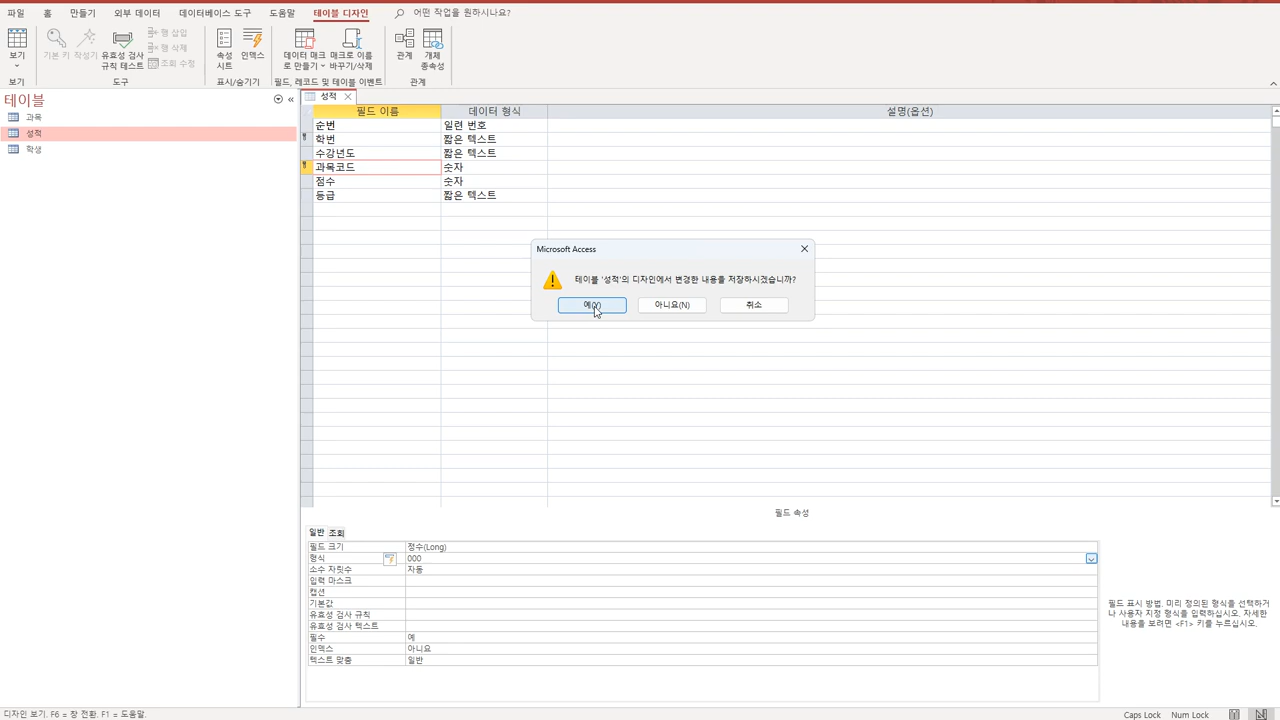 파일 홈 만들기 외부 데이터 데이터베이스 도구 도움말 테이블 디자인 어떤 작업을 원하시나요?
보기 기본 키 작성기 유효성 검사 규칙 테스트 행 삽입
행 삭제
조회 수정
속성 시트 인덱스 데이터 매크로 만들기 매크로 이름 바꾸기/삭제 관계 개체 종속성
보기 도구 표시/숨기기 필드, 레코드 및 테이블 이벤트 관계
테이블
과목
성적
학생
성적
필드 이름 데이터 형식 설명(옵션)
순번 일련 번호
학번 짧은 텍스트
수강년도 짧은 텍스트
과목코드 숫자
점수 숫자
등급 짧은 텍스트
Microsoft Access
테이블 '성적'의 디자인에서 변경한 내용을 저장하시겠습니까?
예(Y) 아니요(N) 취소
필드 속성
일반 조회
필드 크기 정수(Long)
형식 000
소수 자릿수 자동
입력 마스크
캡션
기본값
유효성 검사 규칙
유효성 검사 텍스트
필수 예
인덱스 아니요
텍스트 맞춤 일반
필드 표시 방법. 미리 정의된 형식을 선택하거
나 사용자 지정 형식을 입력하십시오. 자세한
내용을 보려면 <F1> 키를 누르십시오.
디자인 보기. F6 = 창 전환. F1 = 도움말.
Caps Lock Num Lock